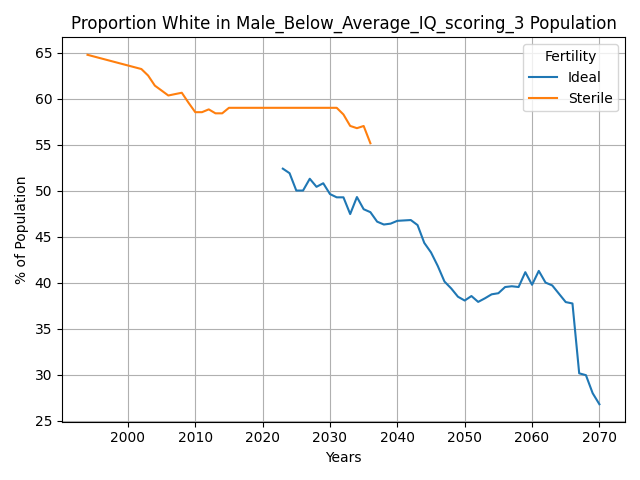 Proportion White in Male_Below_Average_IQ_scoring_3 Population
% of Population
65
60
55
50
45
40
35
30
25
Fertility
Ideal
Sterile
2000 2010 2020 2030 2040 2050 2060 2070
Years